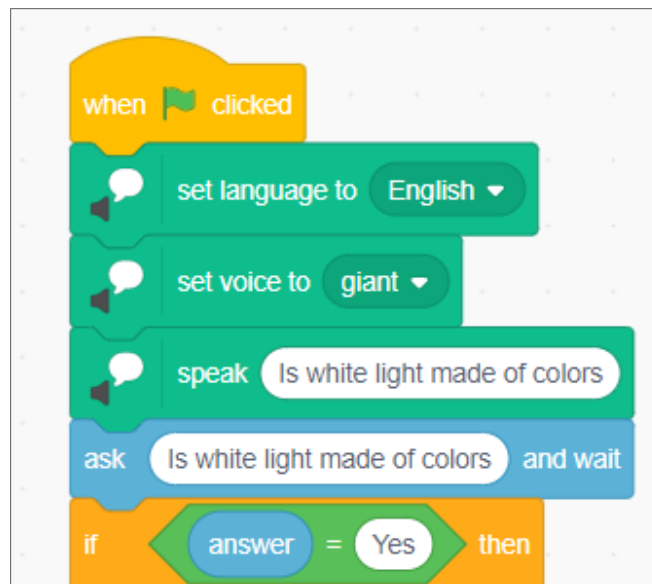 when clicked
set language to English
set voice to giant
speak Is white light made of colors
ask Is white light made of colors and wait
if answer = Yes then